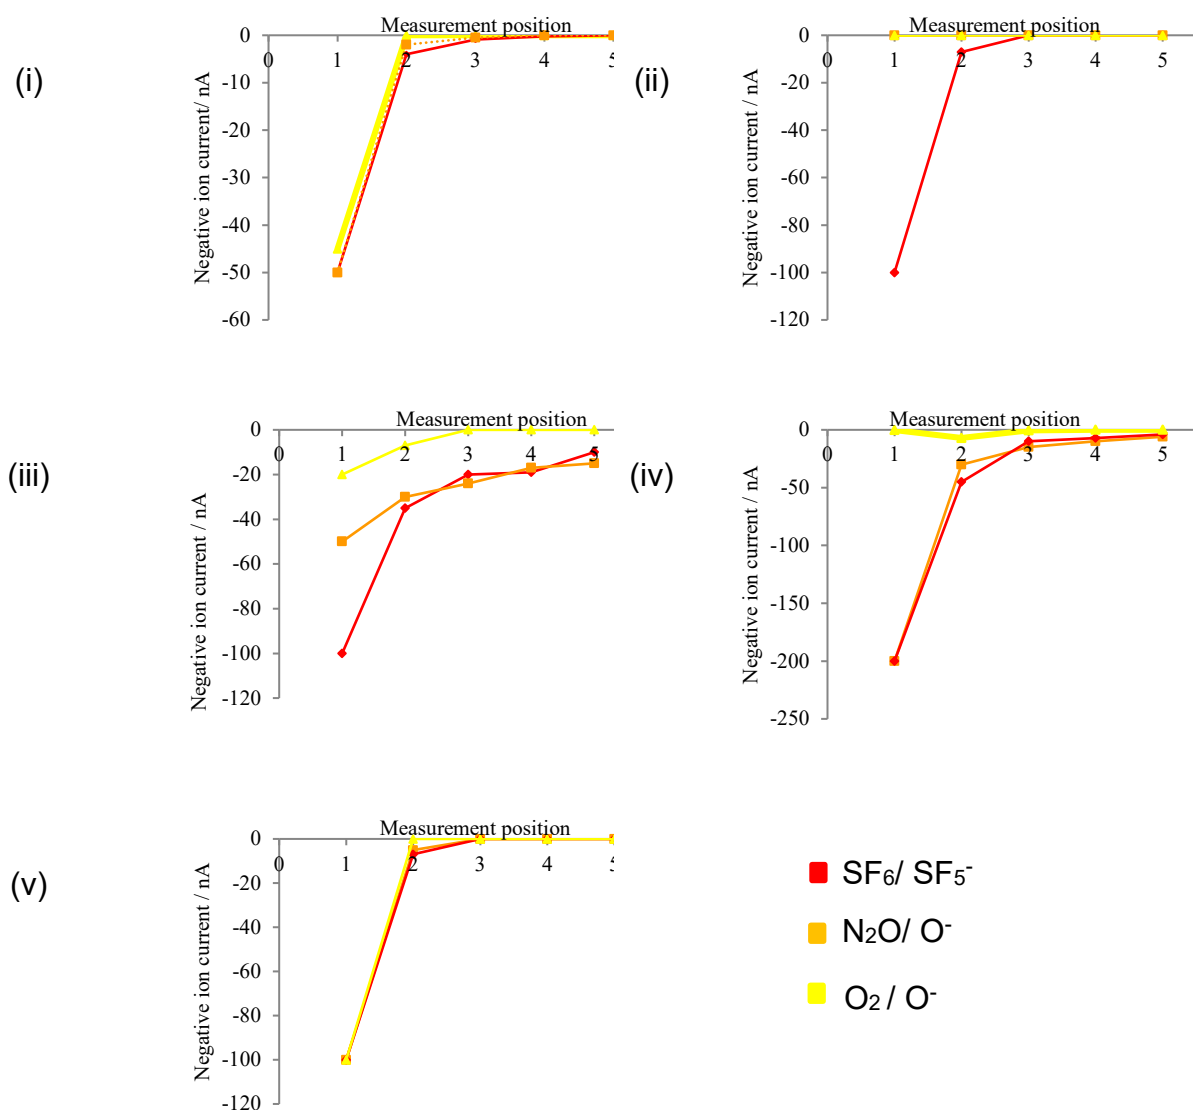 (i)
Measurement position
Negative ion current/ nA
0
-10
-20
-30
-40
-50
-60
0 1 2 3 4 5
(ii)
Measurement position
Negative ion current / nA
0
-20
-40
-60
-80
-100
-120
0 1 2 3 4 5
(iii)
Measurement position
Negative ion current / nA
0
-20
-40
-60
-80
-100
-120
0 1 2 3 4 5
(iv)
Measurement position
Negative ion current / nA
0
-50
-100
-150
-200
-250
0 1 2 3 4 5
(v)
Measurement position
Negative ion current / nA
0
-20
-40
-60
-80
-100
-120
0 1 2 3 4 5
SF₆/ SF₅⁻
N₂O/ O⁻
O₂ / O⁻